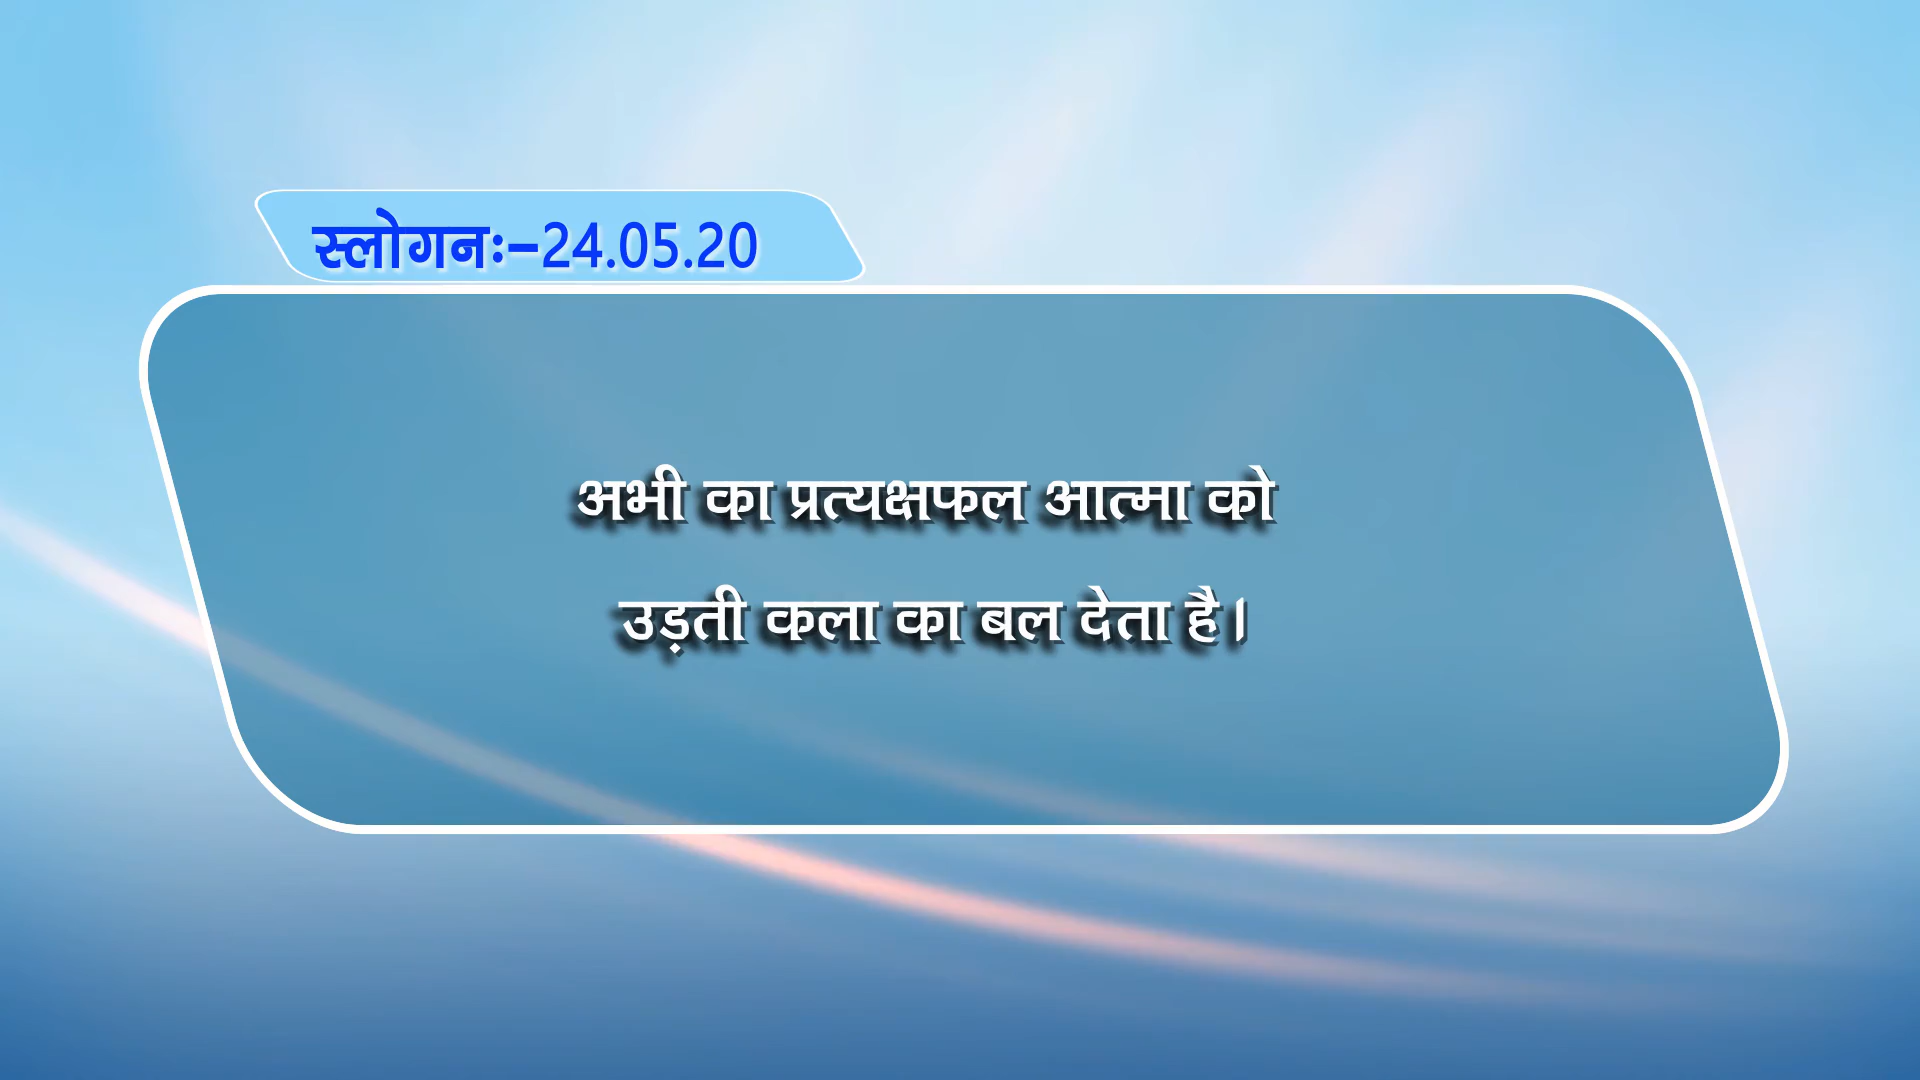 स्लोगनः–24.05.20
अभी का प्रत्यक्षफल आत्मा को
उड़ती कला का बल देता है।